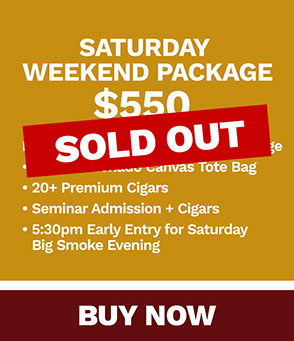 SATURDAY
WEEKEND PACKAGE
$550
SOLD OUT
Canvas Tote Bag
• 20+ Premium Cigars
• Seminar Admission + Cigars
• 5:30pm Early Entry for Saturday
Big Smoke Evening
BUY NOW